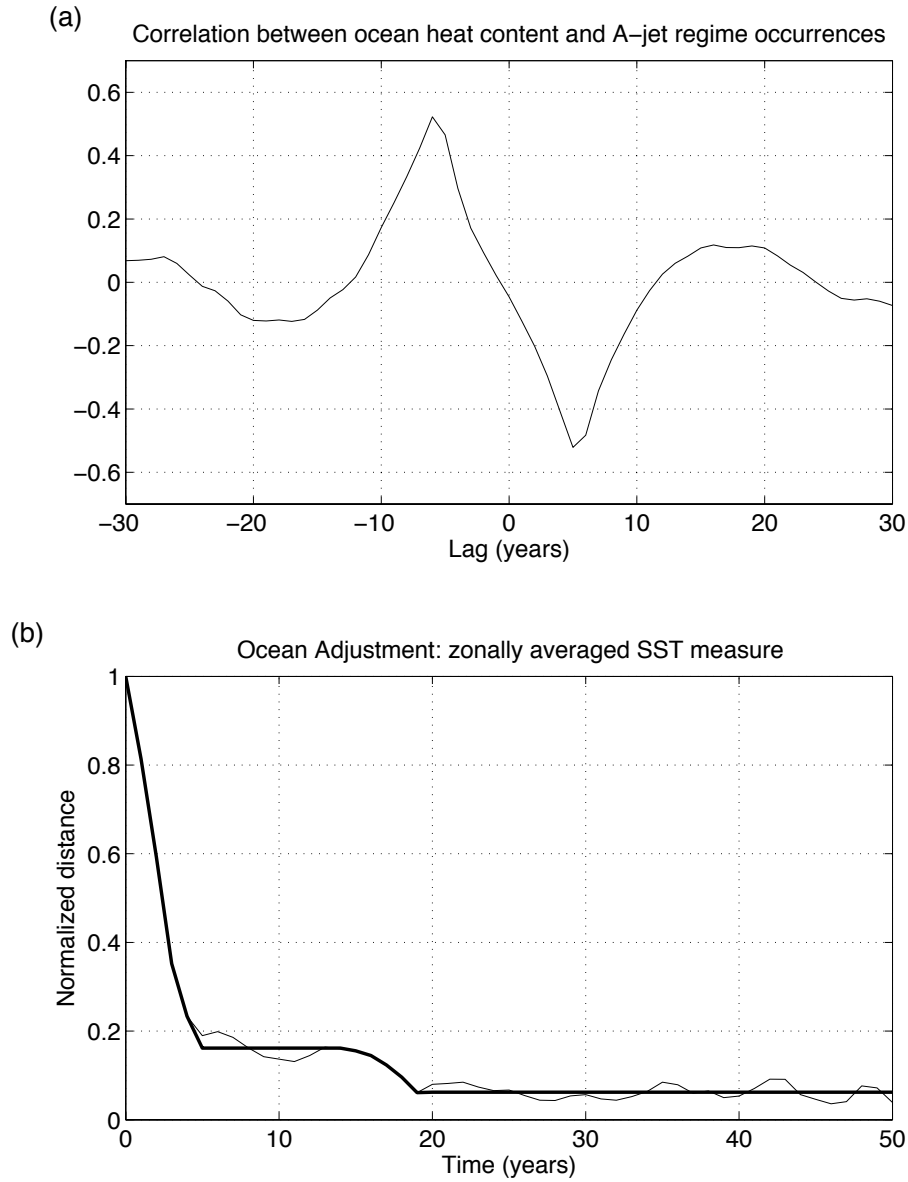 (a)
Correlation between ocean heat content and A−jet regime occurrences
0.6
0.4
0.2
0
−0.2
−0.4
−0.6
−30 −20 −10 0 10 20 30
Lag (years)
(b)
Ocean Adjustment: zonally averaged SST measure
1
0.8
0.6
0.4
0.2
0
Normalized distance
0 10 20 30 40 50
Time (years)